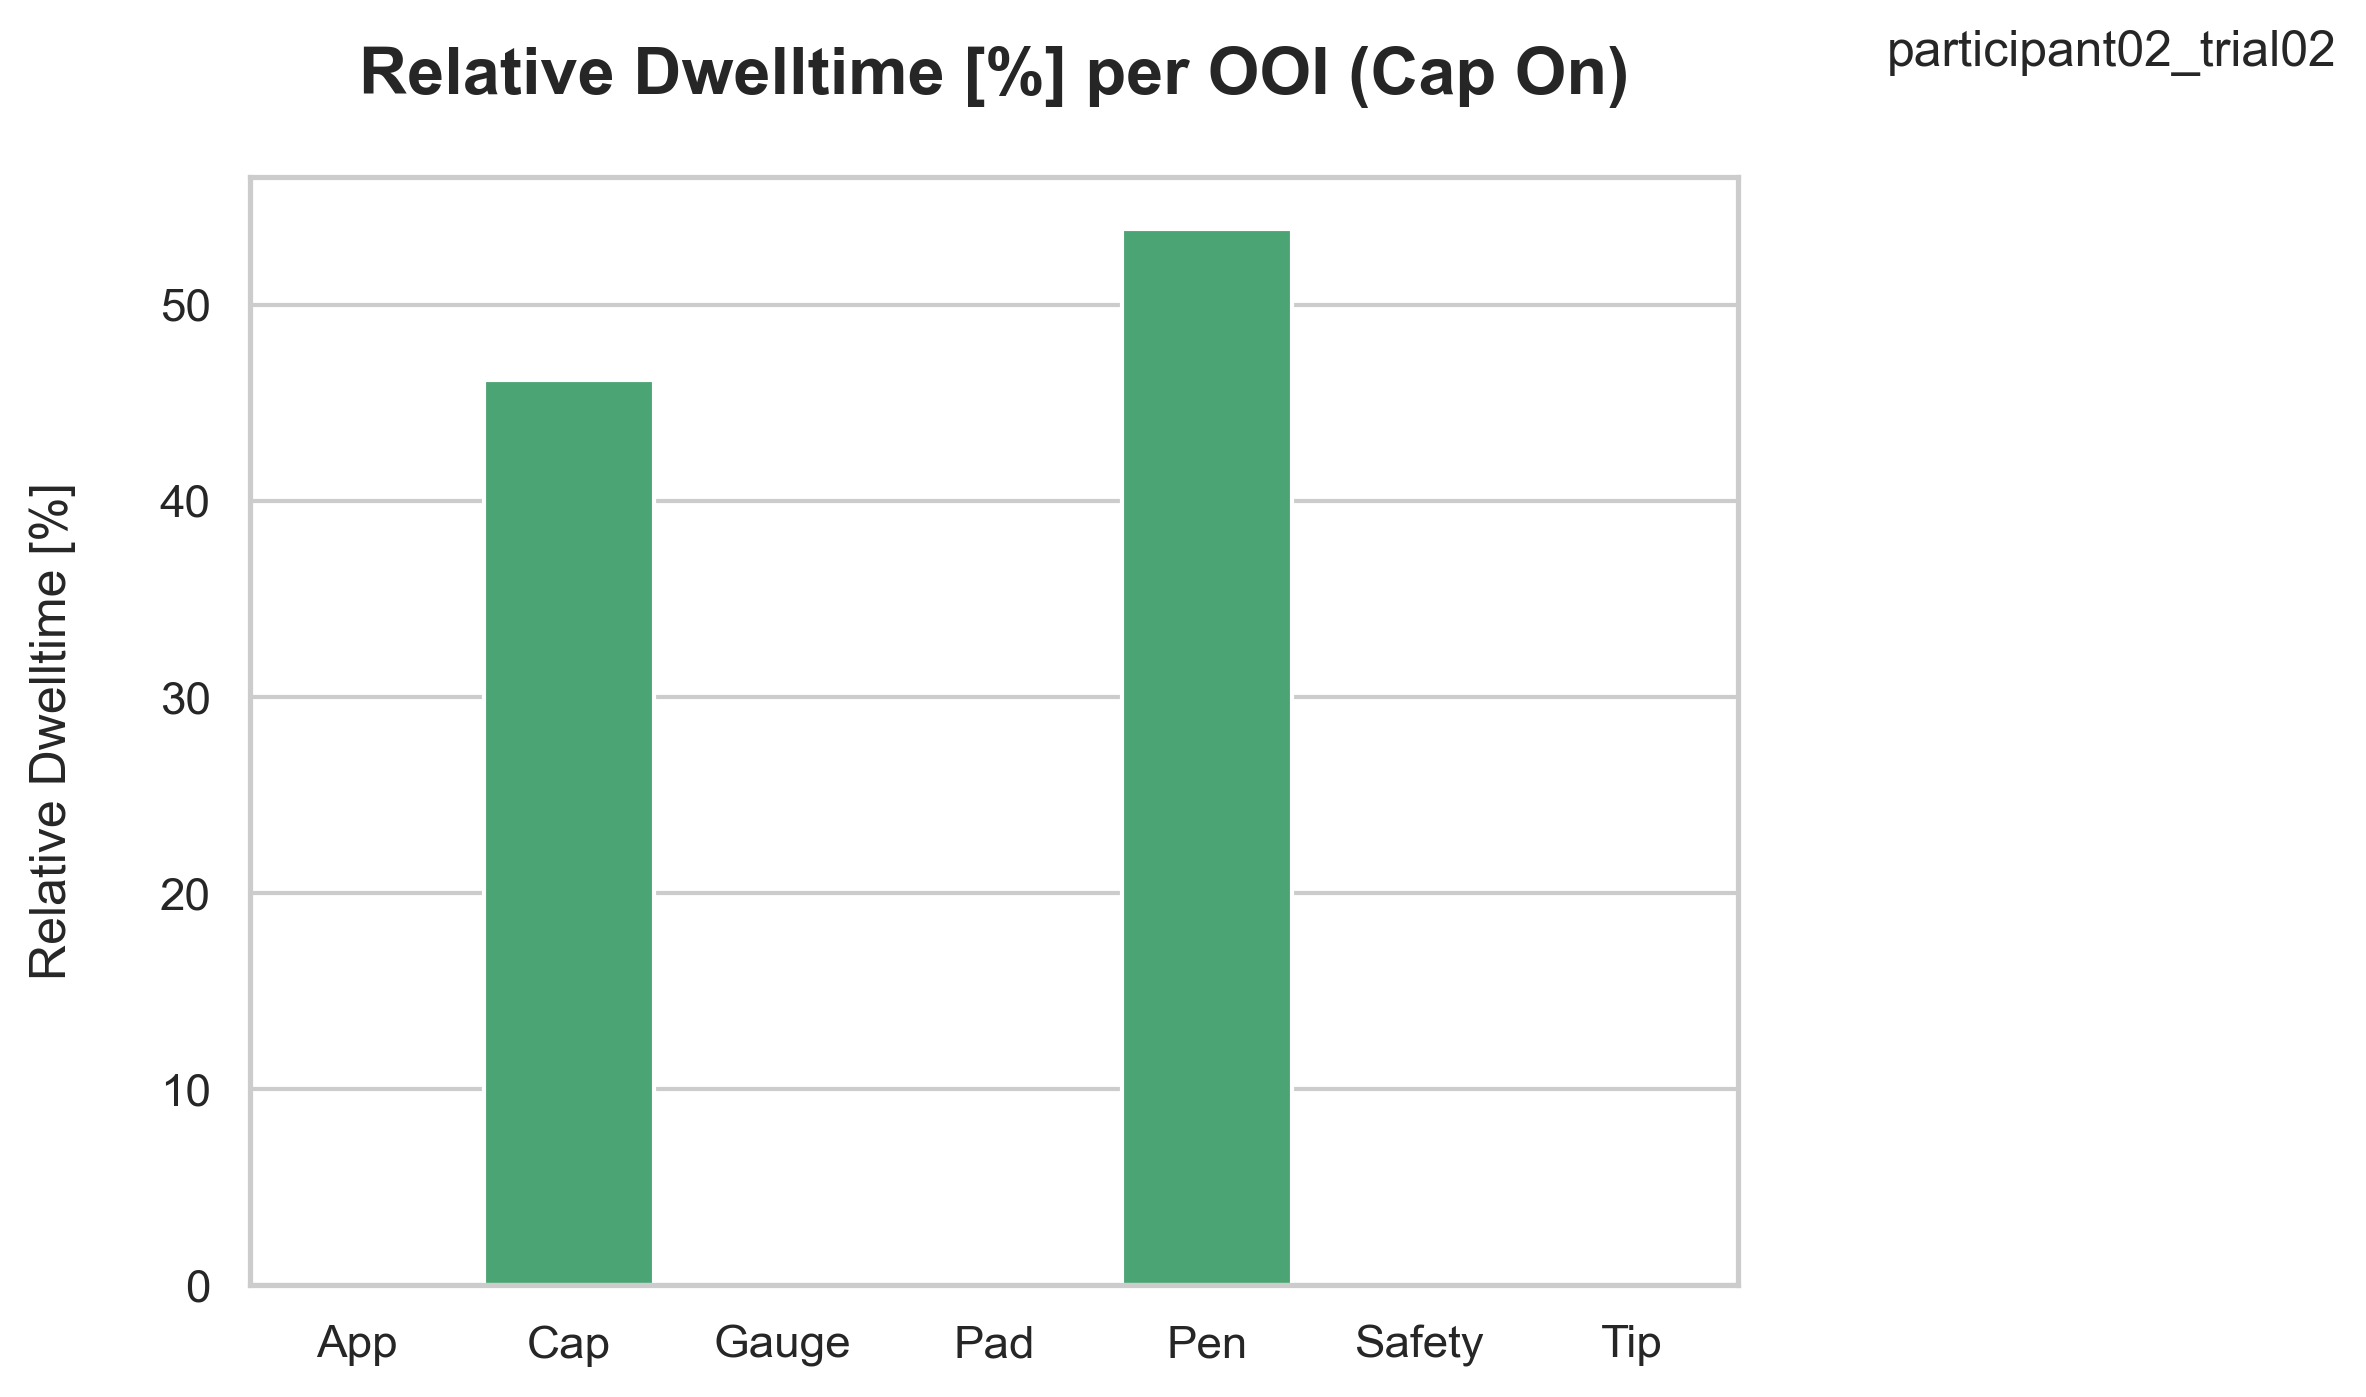 Relative Dwelltime [%] per OOI (Cap On)
participant02_trial02
Relative Dwelltime [%]
50
40
30
20
10
0
App Cap Gauge Pad Pen Safety Tip